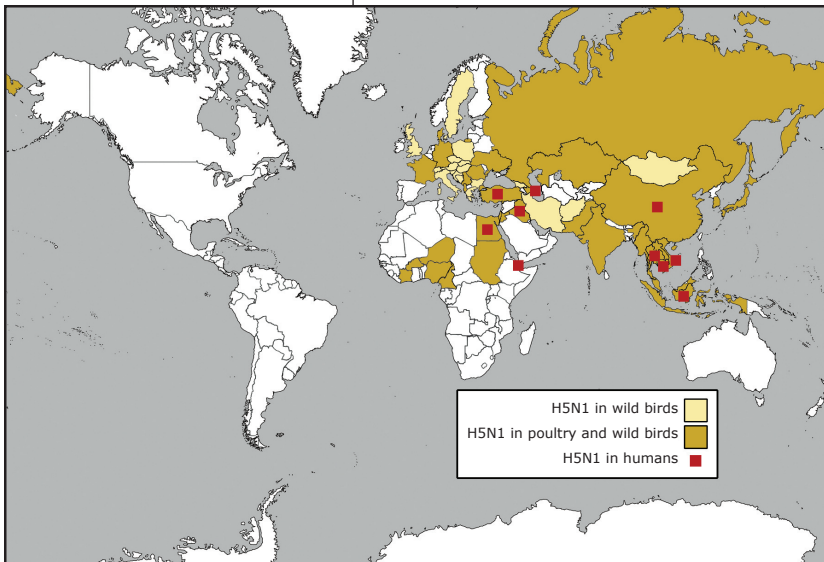 H5N1 in wild birds
H5N1 in poultry and wild birds
H5N1 in humans